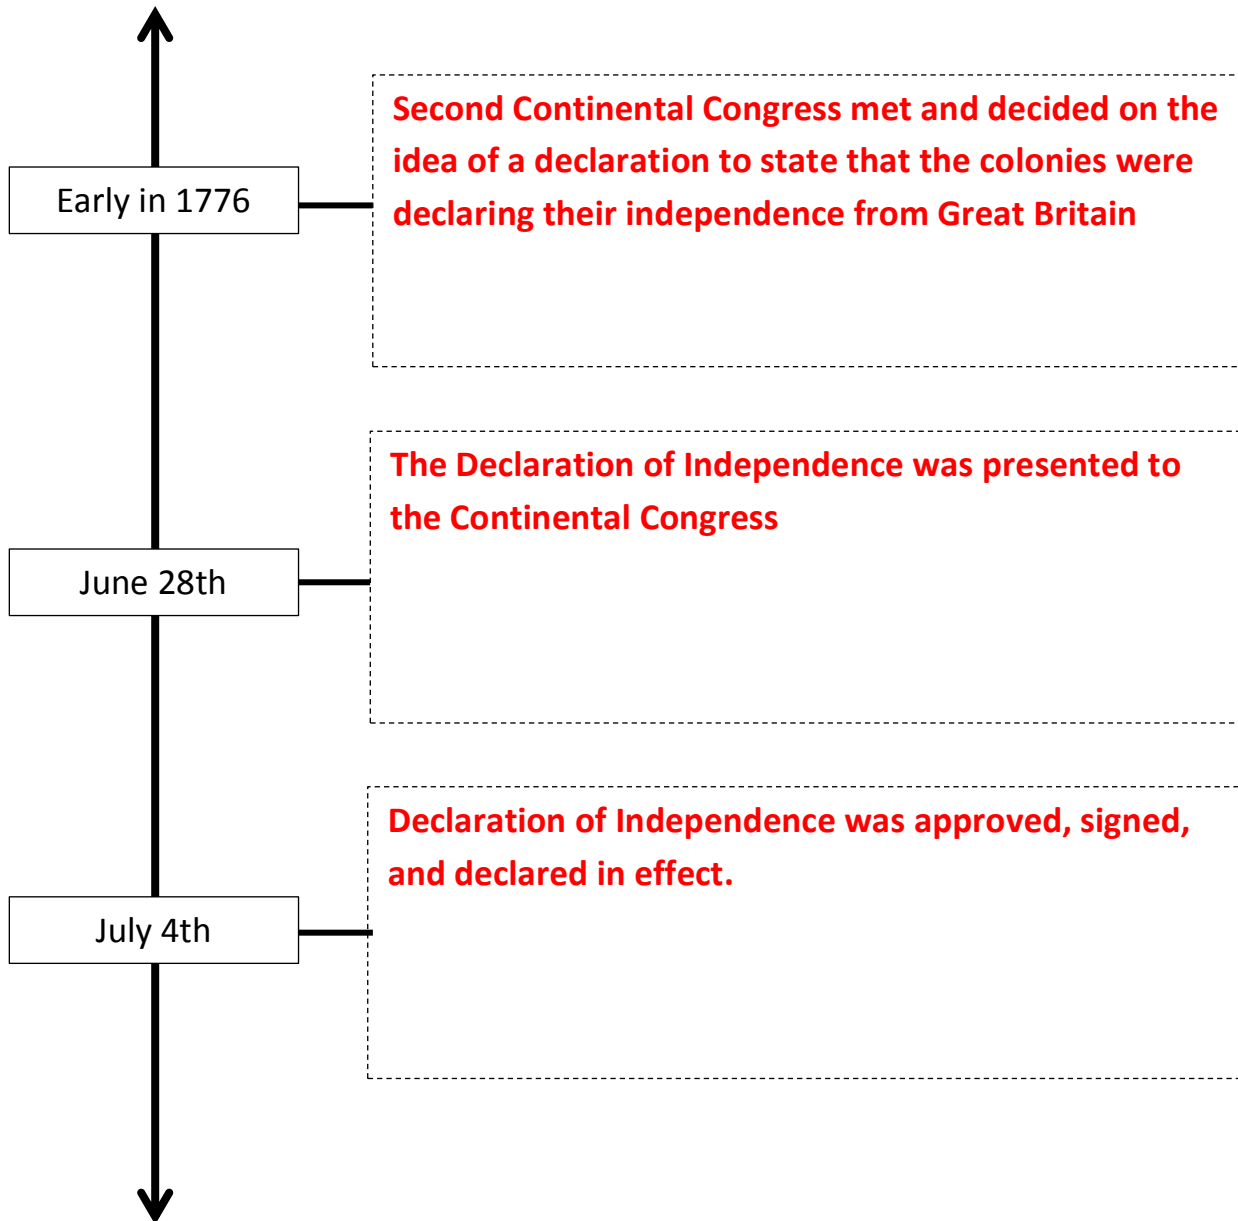 Second Continental Congress met and decided on the
idea of a declaration to state that the colonies were
declaring their independence from Great Britain
Early in 1776
The Declaration of Independence was presented to
the Continental Congress
June 28th
Declaration of Independence was approved, signed,
and declared in effect.
July 4th